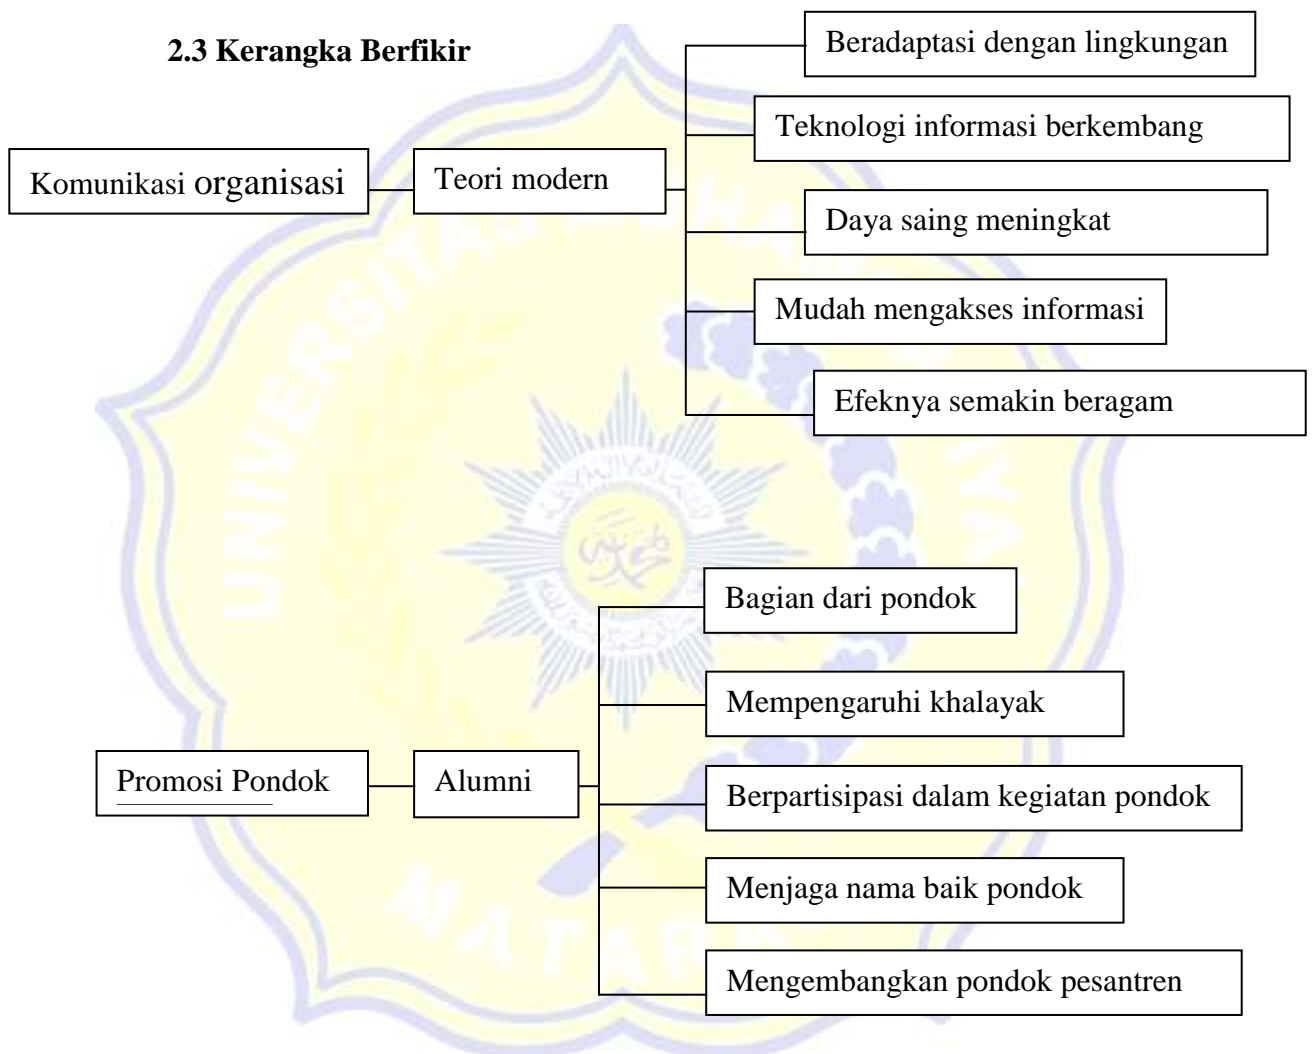 2.3 Kerangka Berfikir
Komunikasi organisasi
Teori modern
Beradaptasi dengan lingkungan
Teknologi informasi berkembang
Daya saing meningkat
Mudah mengakses informasi
Efeknya semakin beragam
Promosi Pondok
Alumni
Bagian dari pondok
Mempengaruhi khalayak
Berpartisipasi dalam kegiatan pondok
Menjaga nama baik pondok
Mengembangkan pondok pesantren